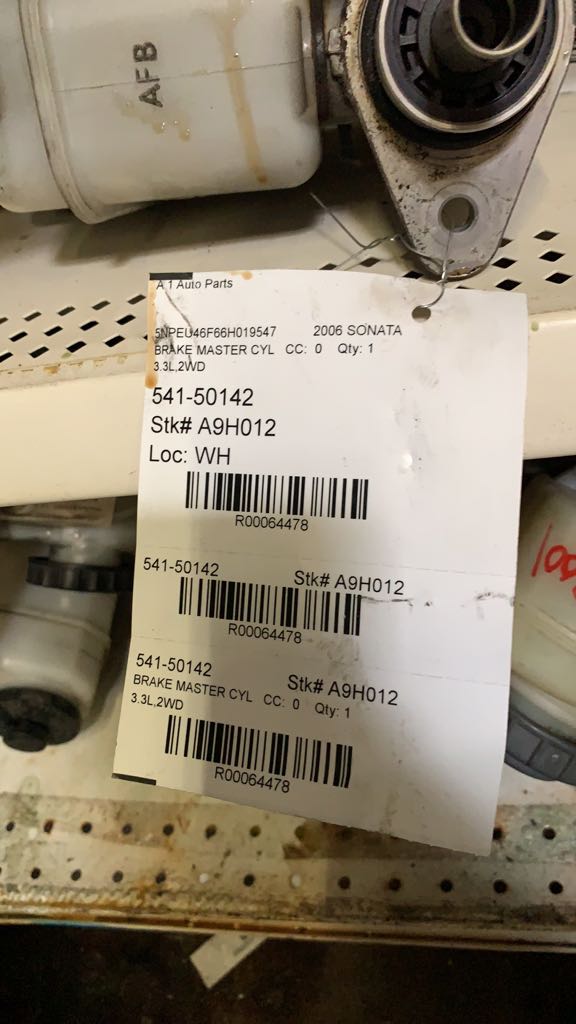 AFB
A 1 Auto Parts
5NPEU46F66H019547 2006 SONATA
BRAKE MASTER CYL CC: 0 Qty: 1
3.3L,2WD
541-50142
Stk# A9H012
Loc: WH
R00064478
541-50142 Stk# A9H012
R00064478
541-50142 Stk# A9H012
BRAKE MASTER CYL CC: 0 Qty: 1
3.3L,2WD
R00064478